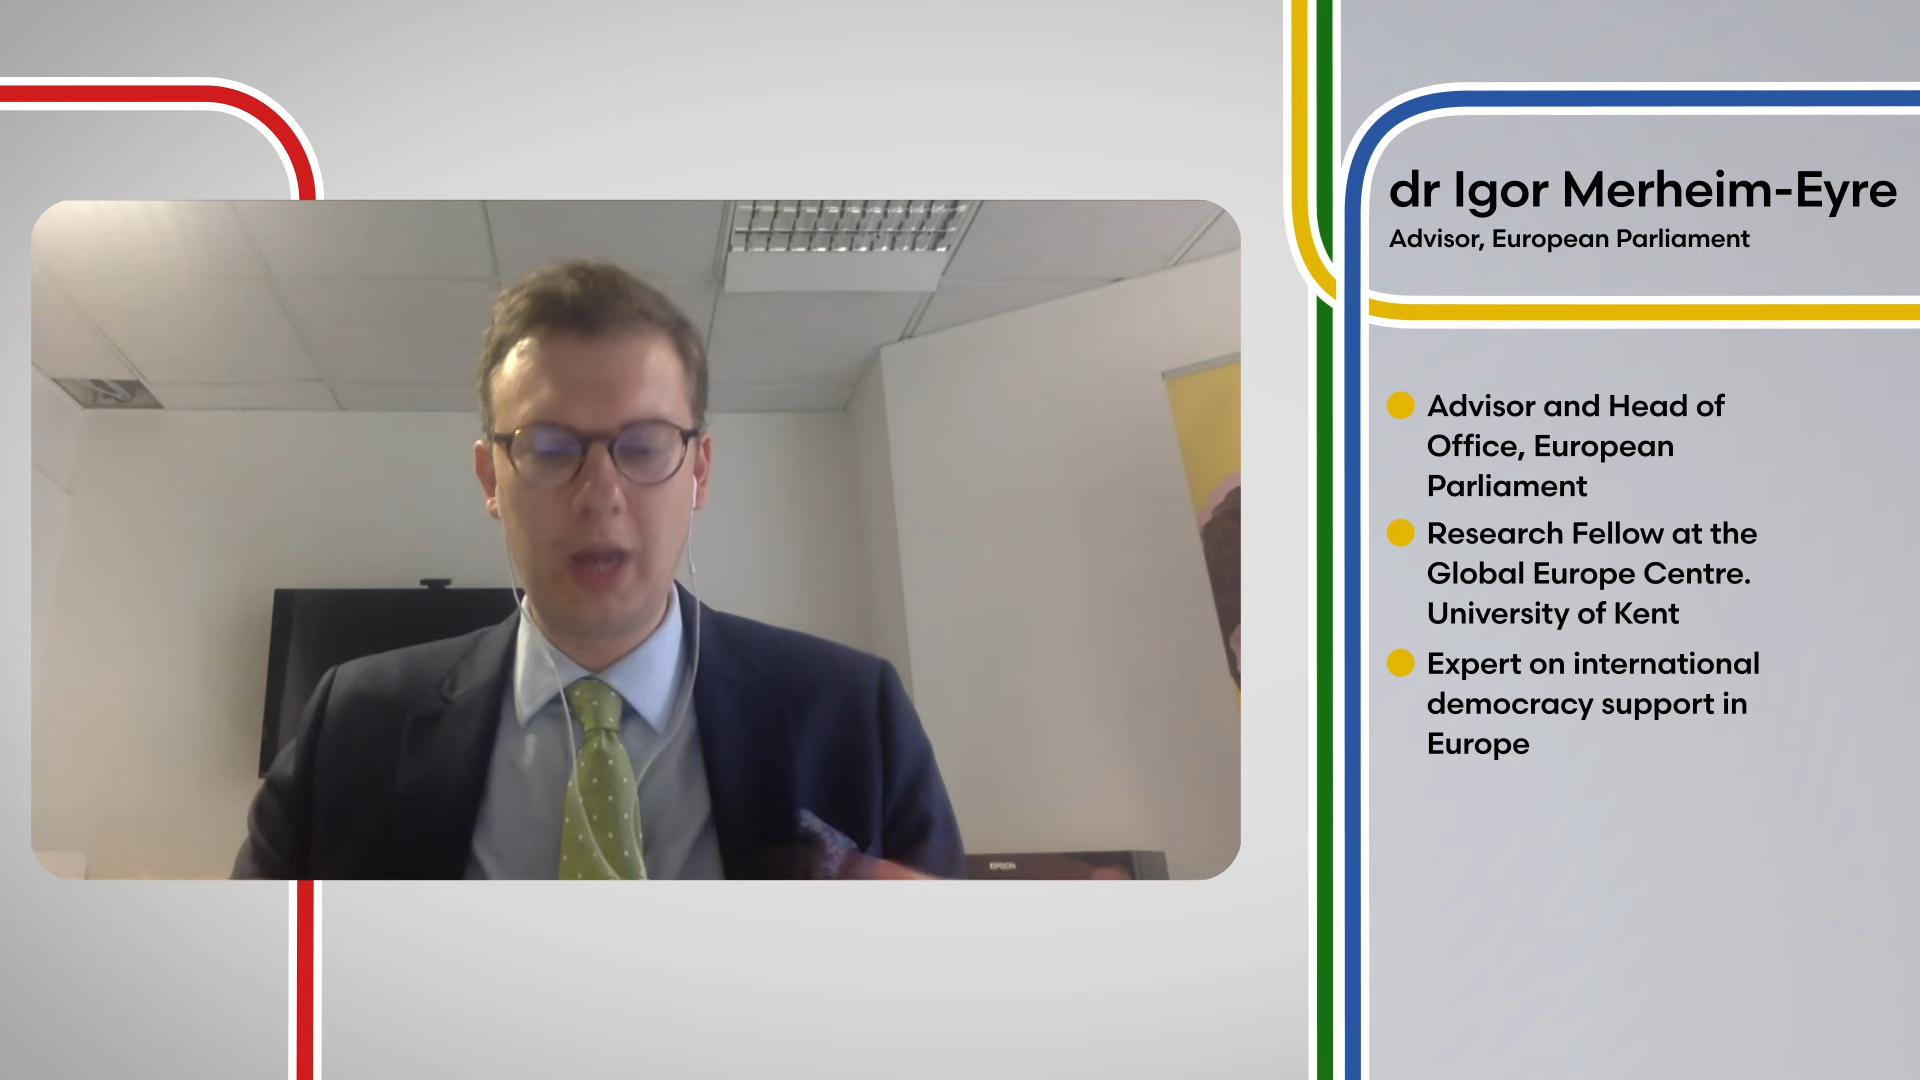 dr Igor Merheim-Eyre
Advisor, European Parliament
Advisor and Head of
Office, European
Parliament
Research Fellow at the
Global Europe Centre.
University of Kent
Expert on international
democracy support in
Europe
EPSON